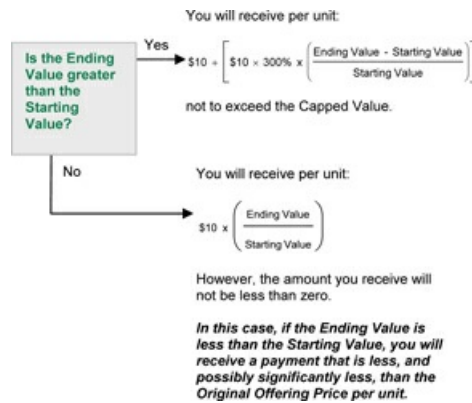 You will receive per unit:
Is the Ending
Value greater
than the
Starting
Value?
Yes
$10 + [ $10 × 300% x ( Ending Value - Starting Value
Starting Value ) ]
not to exceed the Capped Value.
No
You will receive per unit:
$10 x ( Ending Value
Starting Value )
However, the amount you receive will
not be less than zero.
In this case, if the Ending Value is
less than the Starting Value, you will
receive a payment that is less, and
possibly significantly less, than the
Original Offering Price per unit.